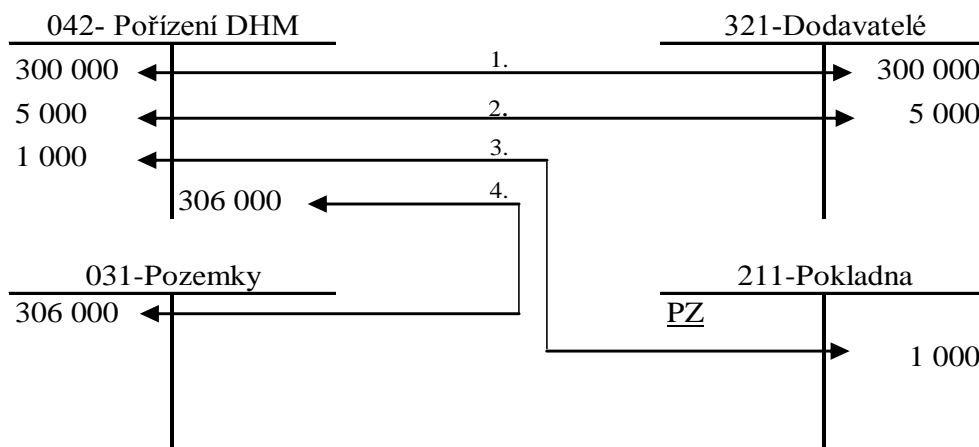 042- Pořízení DHM 321-Dodavatelé
300 000 1. 300 000
5 000 2. 5 000
1 000 3.
306 000 4.
031-Pozemky 211-Pokladna
306 000 PZ
1 000